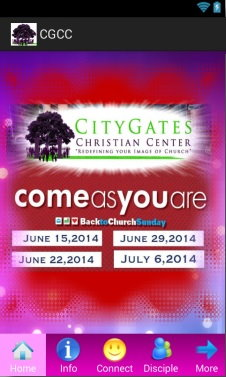 CGCC
CITYGATES
CHRISTIAN CENTER
"REDEFINING YOUR IMAGE OF CHURCH"
comeasyouare
BacktoChurchSunday
JUNE 15,2014
JUNE 29,2014
JUNE 22,2014
JULY 6,2014
Home
Info
Connect
Disciple
More